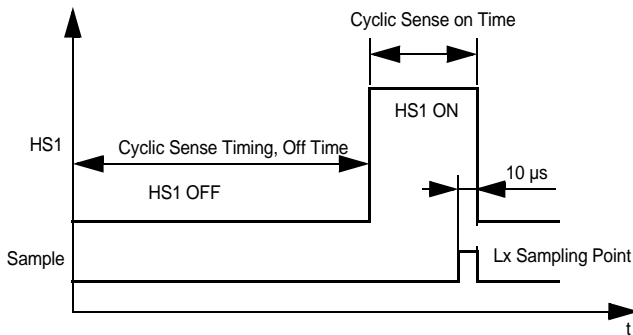 Cyclic Sense on Time
HS1 ON
HS1
Cyclic Sense Timing, Off Time
10 µs
HS1 OFF
Sample
Lx Sampling Point
t